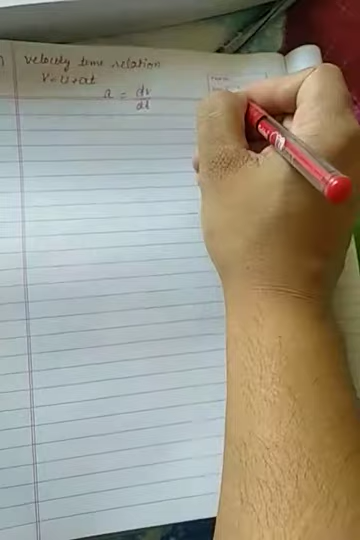 velocity time relation
V = u + at
a = dv/dt